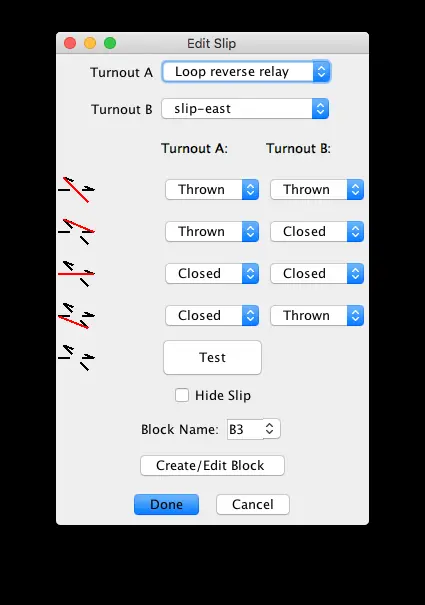 Edit Slip
Turnout A Loop reverse relay
Turnout B slip-east
Turnout A: Turnout B:
Thrown Thrown
Thrown Closed
Closed Closed
Closed Thrown
Test
Hide Slip
Block Name: B3
Create/Edit Block
Done Cancel